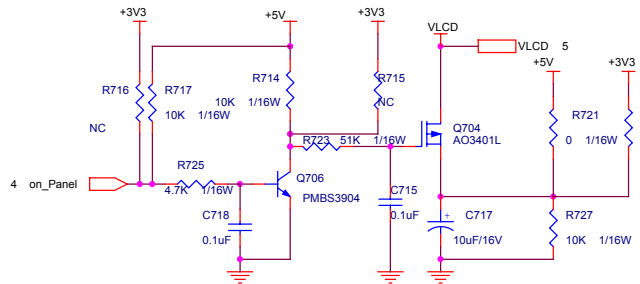 +3V3
+5V
+3V3
VLCD
VLCD 5
+5V
+3V3
R716
R717
10K
R714
10K 1/16W
1/16W
R715
NC
NC
R723 51K 1/16W
Q704
AO3401L
R721
0 1/16W
R725
4.7K 1/16W
Q706
PMBS3904
4 on_Panel
C718
0.1uF
C715
0.1uF
+
C717
10uF/16V
R727
10K 1/16W